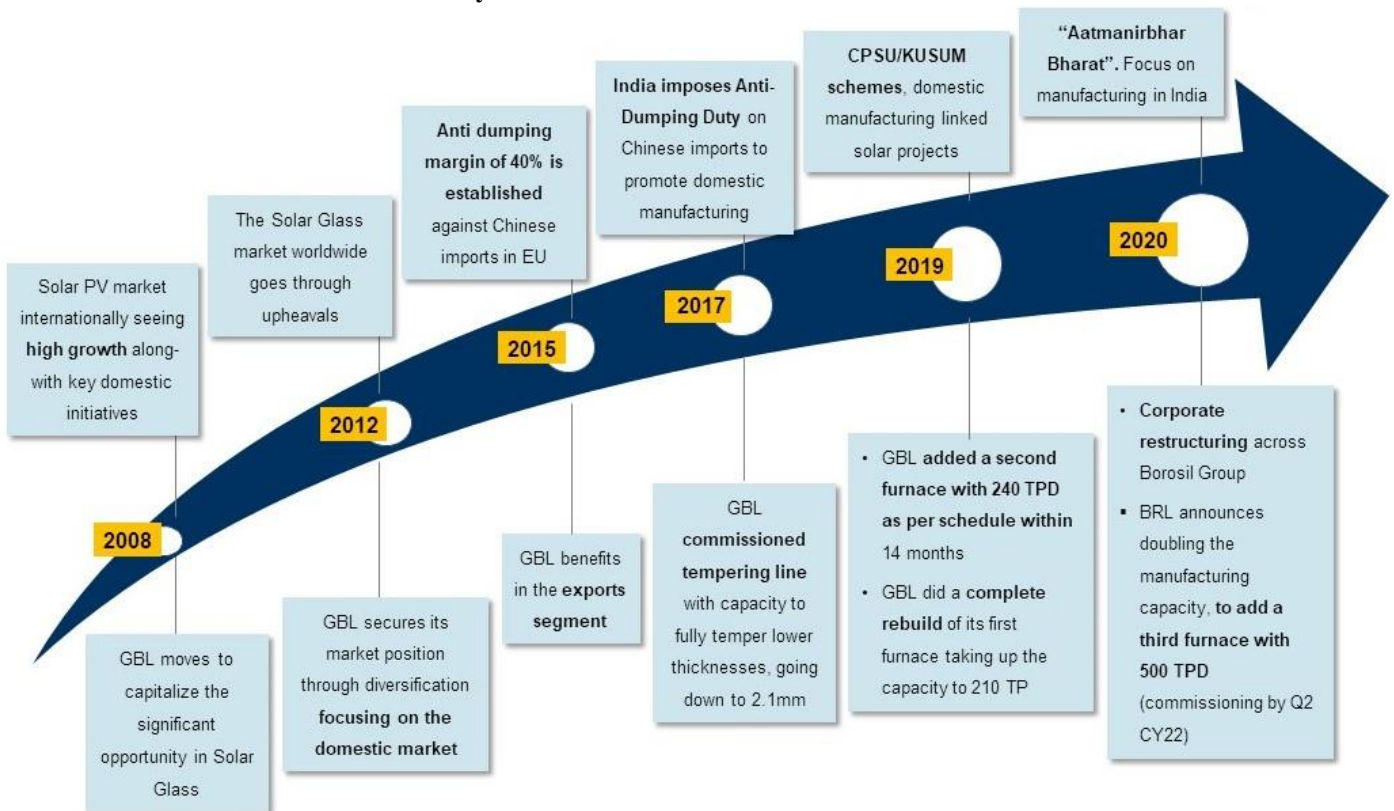 Solar PV market
internationally seeing
high growth along-
with key domestic
initiatives
2008
GBL moves to
capitalize the
significant
opportunity in Solar
Glass
The Solar Glass
market worldwide
goes through
upheavals
2012
GBL secures its
market position
through diversification
focusing on the
domestic market
Anti dumping
margin of 40% is
established
against Chinese
imports in EU
2015
GBL benefits
in the exports
segment
India imposes Anti-
Dumping Duty on
Chinese imports to
promote domestic
manufacturing
2017
GBL
commissioned
tempering line
with capacity to
fully temper lower
thicknesses, going
down to 2.1mm
CPSU/KUSUM
schemes, domestic
manufacturing linked
solar projects
2019
• GBL added a second
furnace with 240 TPD
as per schedule within
14 months
• GBL did a complete
rebuild of its first
furnace taking up the
capacity to 210 TP
“Aatmanirbhar
Bharat”. Focus on
manufacturing in India
2020
• Corporate
restructuring across
Borosil Group
▪ BRL announces
doubling the
manufacturing
capacity, to add a
third furnace with
500 TPD
(commissioning by Q2
CY22)